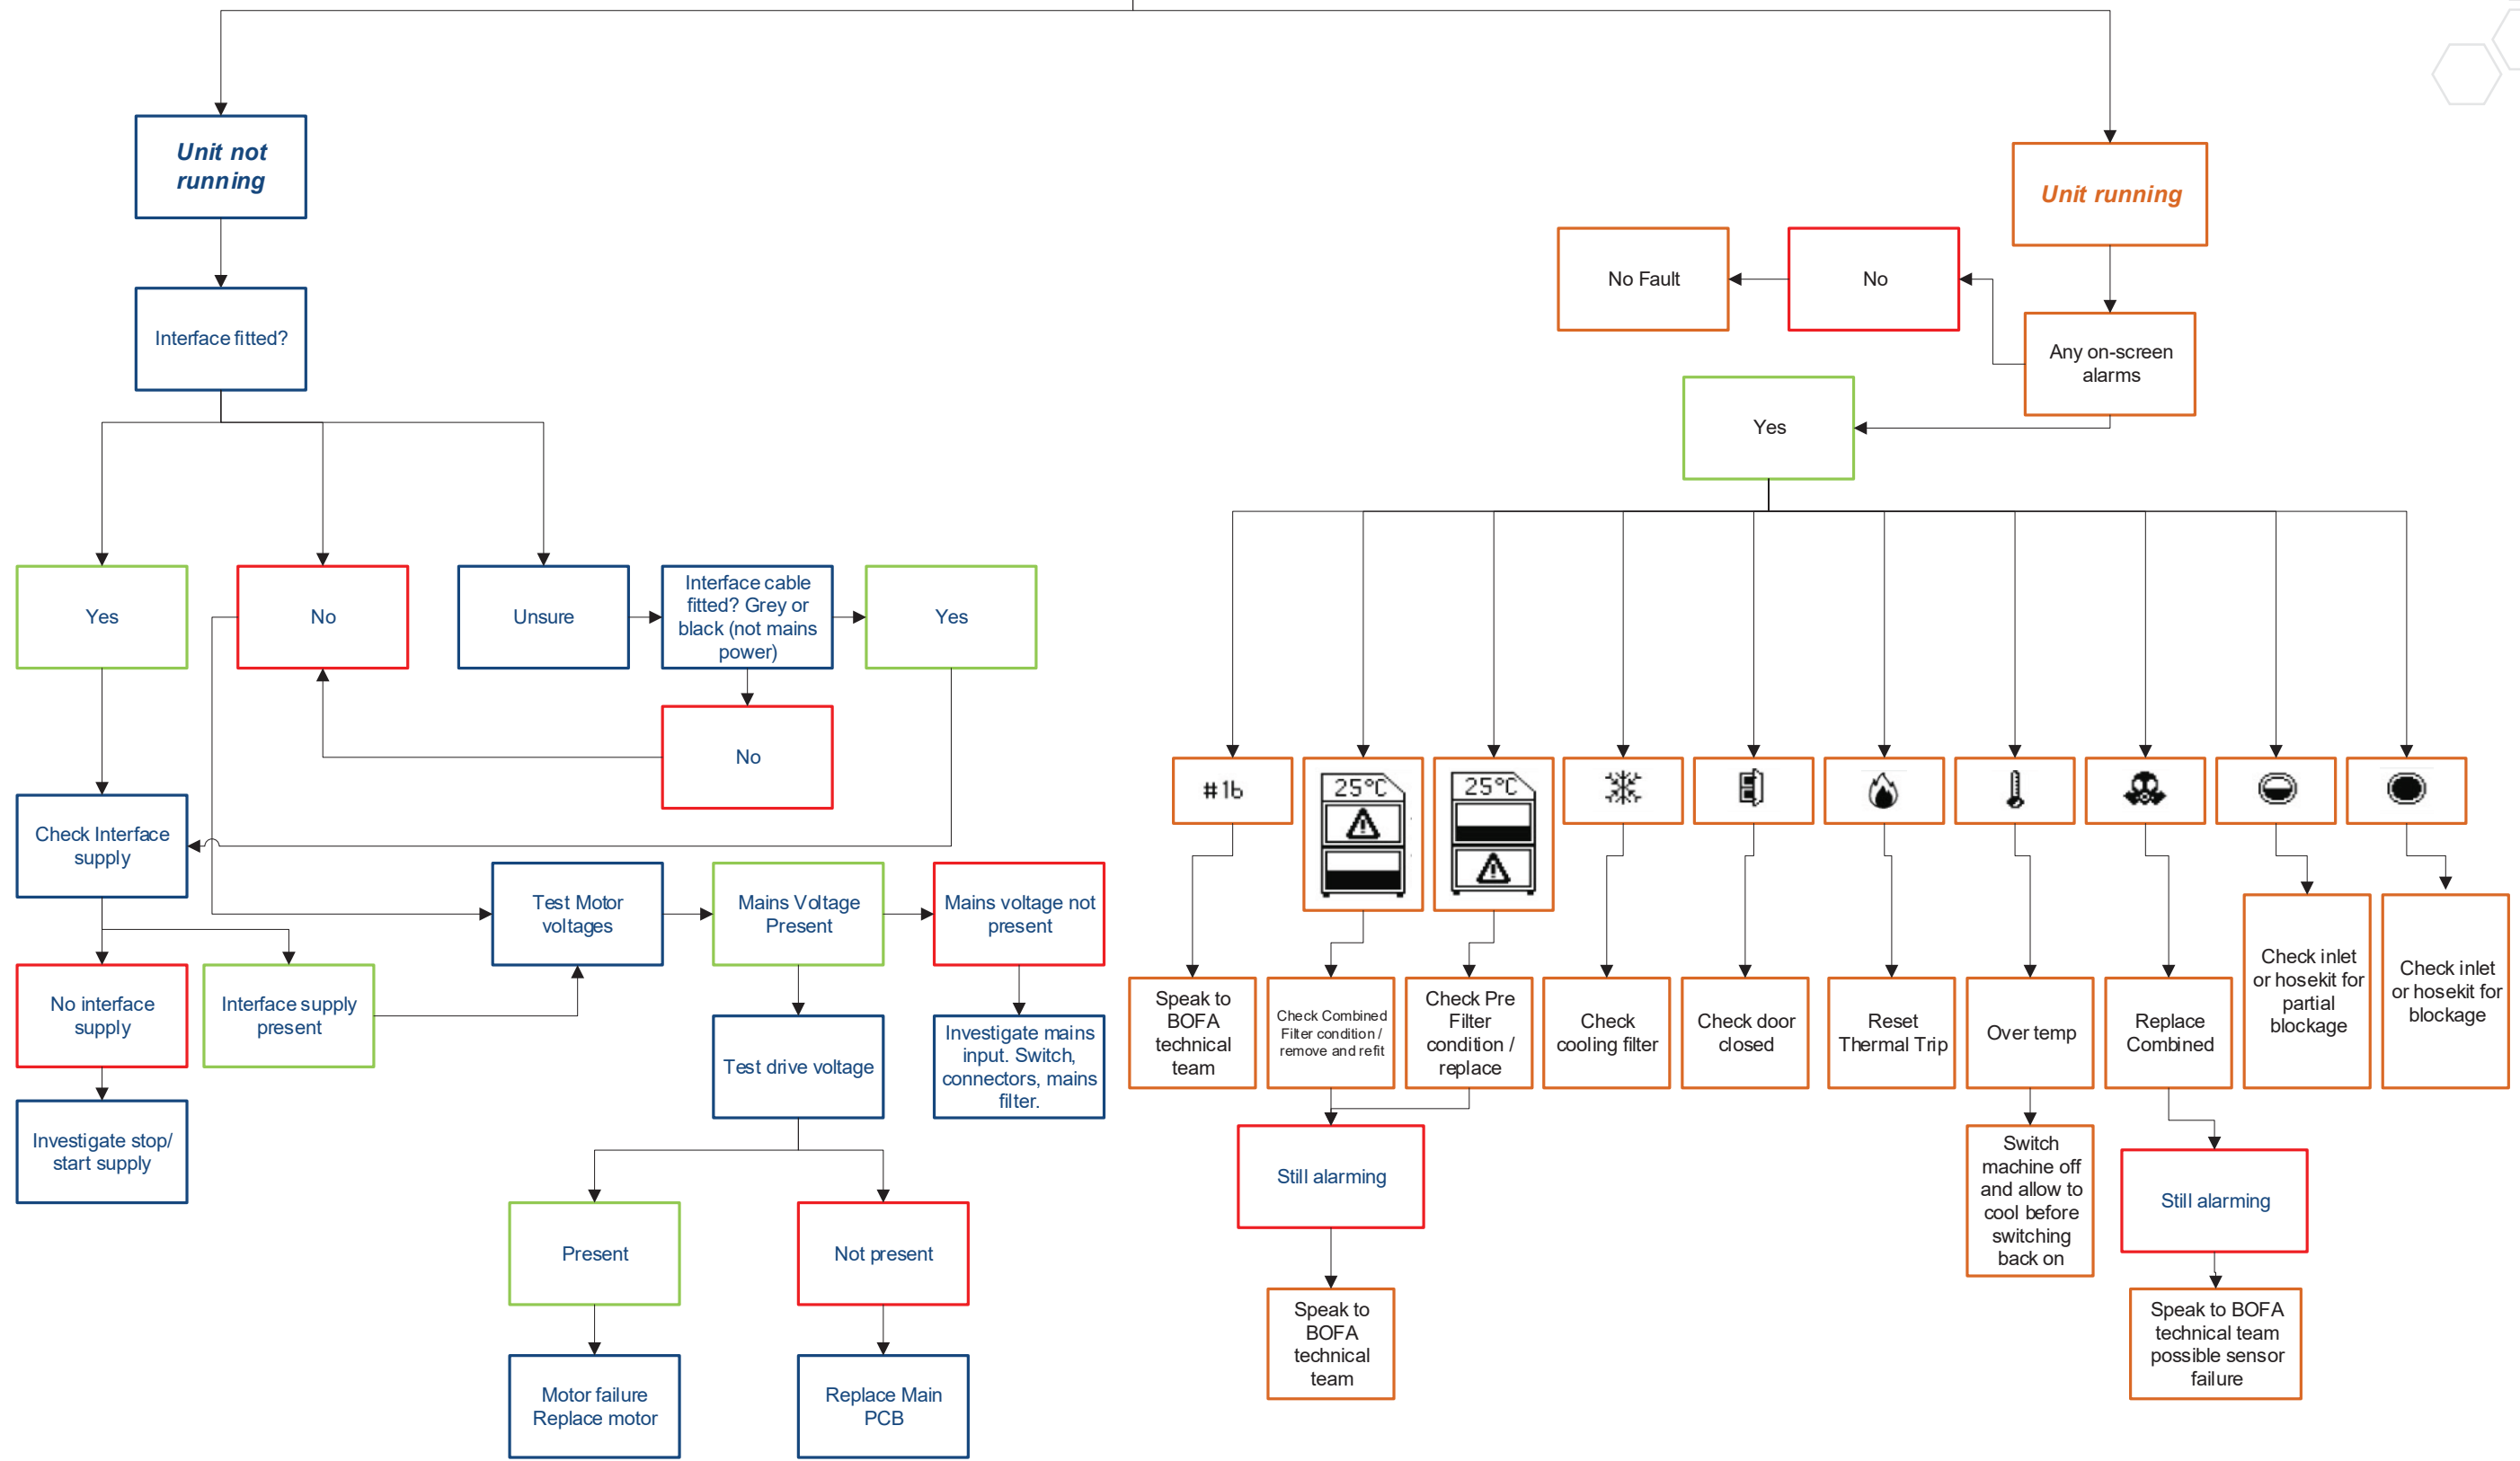 Unit not
running
Unit running
No Fault
No
Interface fitted?
Any on-screen
alarms
Yes
Yes
No
Unsure
Interface cable
fitted? Grey or
black (not mains
power)
Yes
No
#1b
25°C
25°C
Check Interface
supply
Test Motor
voltages
Mains Voltage
Present
Mains voltage not
present
No interface
supply
Interface supply
present
Investigate stop/
start supply
Test drive voltage
Investigate mains
input. Switch,
connectors, mains
filter.
Present
Not present
Motor failure
Replace motor
Replace Main
PCB
Speak to
BOFA
technical
team
Check Combined
Filter condition /
remove and refit
Check Pre
Filter
condition /
replace
Check
cooling filter
Check door
closed
Reset
Thermal Trip
Over temp
Replace
Combined
Check inlet
or hosekit for
partial
blockage
Check inlet
or hosekit for
blockage
Still alarming
Speak to
BOFA
technical
team
Switch
machine off
and allow to
cool before
switching
back on
Still alarming
Speak to BOFA
technical team
possible sensor
failure